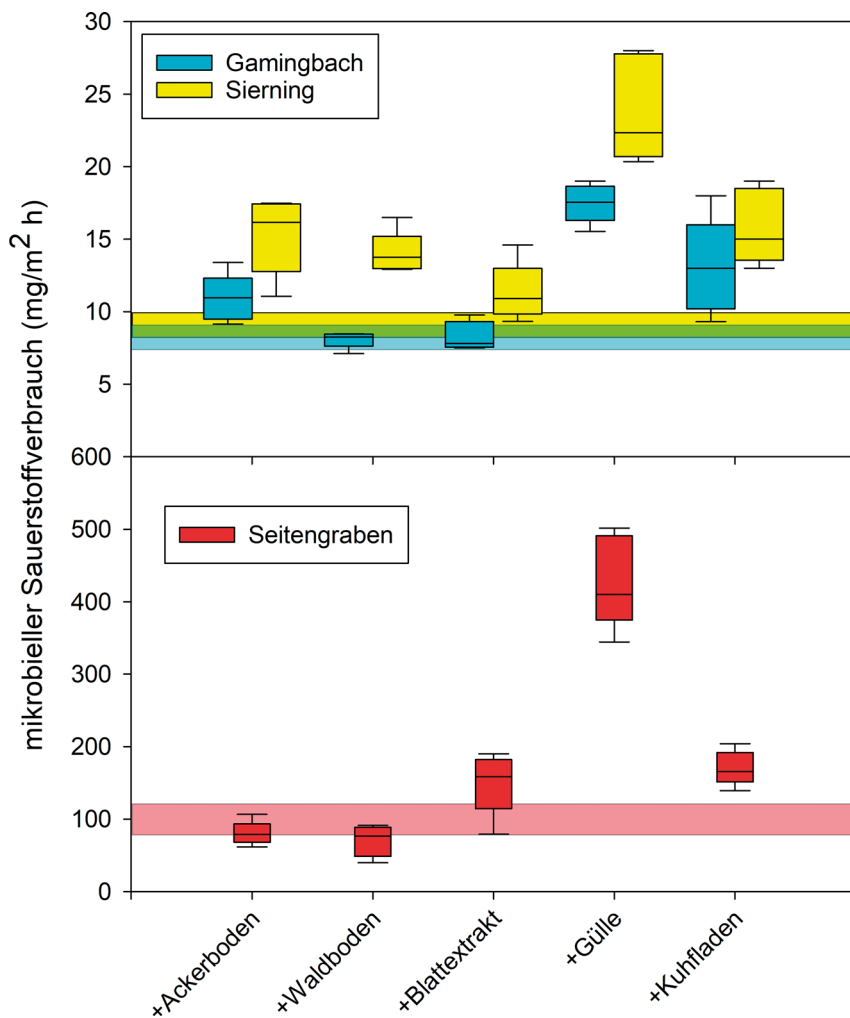 mikrobieller Sauerstoffverbrauch (mg/m² h)
30
25
20
15
10
5
Gamingbach
Sierning
600
500
400
300
200
100
0
Seitengraben
+Ackerboden
+Waldboden
+Blattextrakt
+Gülle
+Kuhfladen